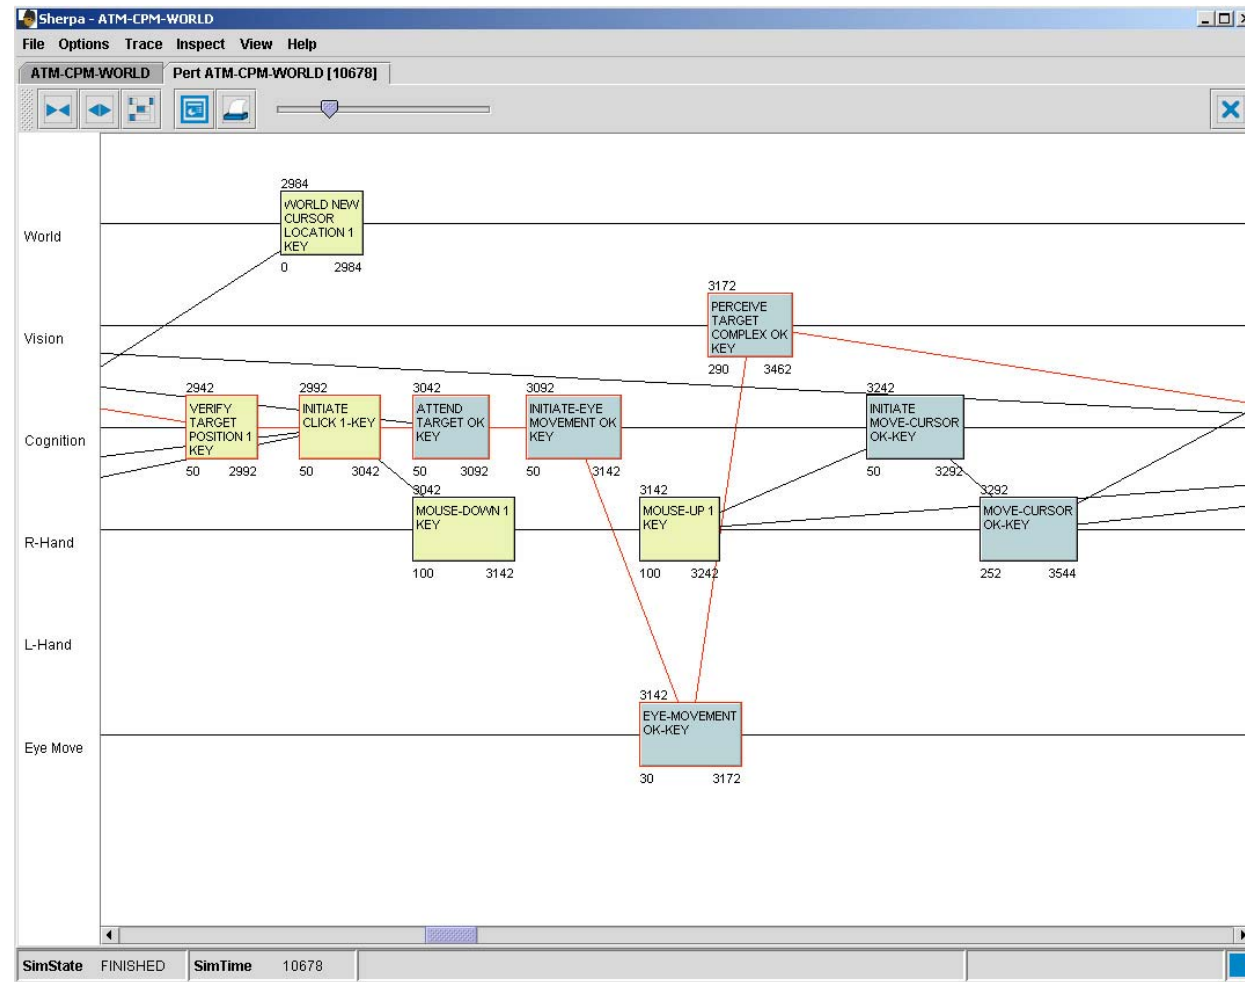 Sherpa - ATM-CPM-WORLD
File Options Trace Inspect View Help
ATM-CPM-WORLD Pert ATM-CPM-WORLD [10678]
World
2984
WORLD NEW
CURSOR
LOCATION 1
KEY
0 2984
Vision
3172
PERCEIVE
TARGET
COMPLEX OK
KEY
290 3462
Cognition
2942
VERIFY
TARGET
POSITION 1
KEY
50 2992
2992
INITIATE
CLICK 1-KEY
50 3042
3042
ATTEND
TARGET OK
KEY
50 3092
3092
INITIATE-EYE
MOVEMENT OK
KEY
50 3142
3242
INITIATE
MOVE-CURSOR
OK-KEY
50 3292
R-Hand
3042
MOUSE-DOWN 1
KEY
100 3142
3142
MOUSE-UP 1
KEY
100 3242
3292
MOVE-CURSOR
OK-KEY
252 3544
L-Hand
Eye Move
3142
EYE-MOVEMENT
OK-KEY
30 3172
SimState FINISHED SimTime 10678